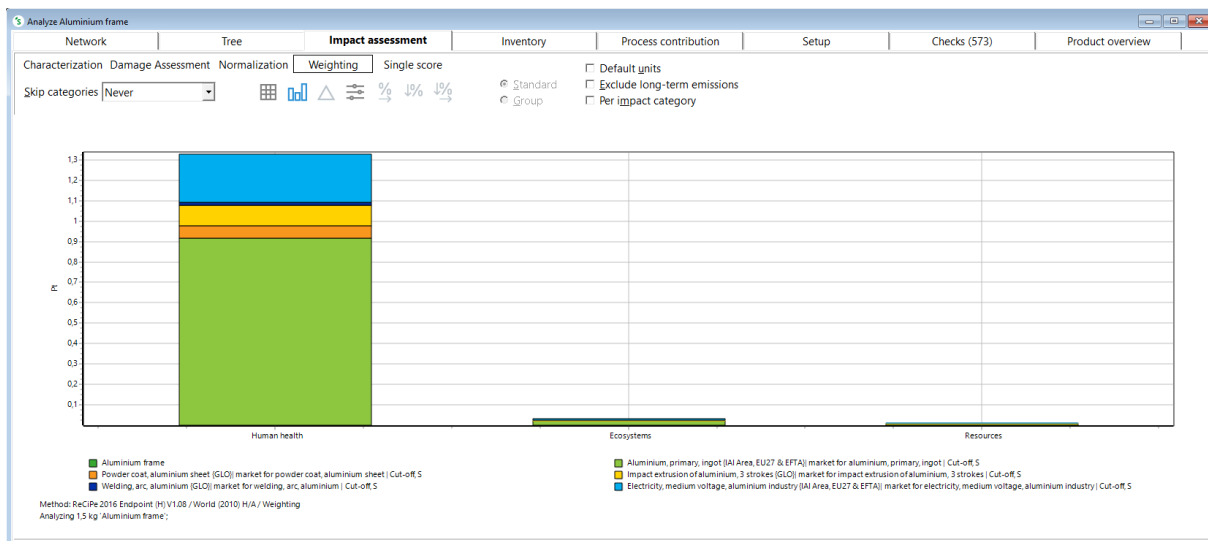 Analyze Aluminium frame
Network Tree Impact assessment Inventory Process contribution Setup Checks (573) Product overview
Characterization Damage Assessment Normalization Weighting Single score
Default units
Skip categories Never
Standard
Exclude long-term emissions
Group
Per impact category
1,3
1,2
1,1
1
0,9
0,8
0,7
0,6
0,5
0,4
0,3
0,2
0,1
Pt
Human health Ecosystems Resources
Aluminium frame
Aluminium, primary, ingot {IAI Area, EU27 & EFTA}| market for aluminium, primary, ingot | Cut-off, S
Powder coat, aluminium sheet {GLO}| market for powder coat, aluminium sheet | Cut-off, S
Impact extrusion of aluminium, 3 strokes {GLO}| market for impact extrusion of aluminium, 3 strokes | Cut-off, S
Welding, arc, aluminium {GLO}| market for welding, arc, aluminium | Cut-off, S
Electricity, medium voltage, aluminium industry {IAI Area, EU27 & EFTA}| market for electricity, medium voltage, aluminium industry | Cut-off, S
Method: ReCiPe 2016 Endpoint (H) V1.08 / World (2010) H/A / Weighting
Analyzing 1,5 kg 'Aluminium frame';